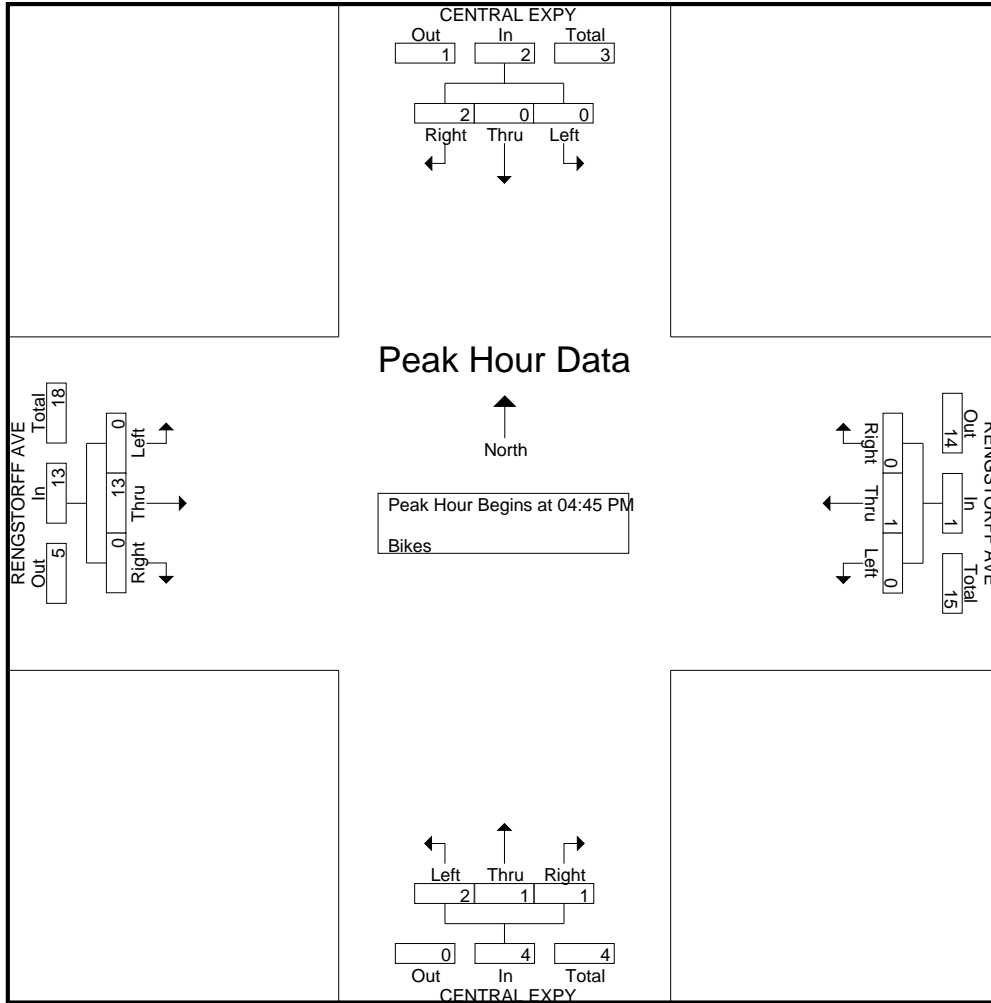 CENTRAL EXPY
Out In Total
1 2 3
2 0 0
Right Thru Left
Peak Hour Data
North
Peak Hour Begins at 04:45 PM
Bikes
RENGSTORFF AVE
Out In Total
5 13 18
0 13 0
Right Thru Left
RENGSTORFF AVE
Out In Total
14 1 15
0 1 0
Right Thru Left
Left Thru Right
2 1 1
0 4 4
Out In Total
CENTRAL EXPY